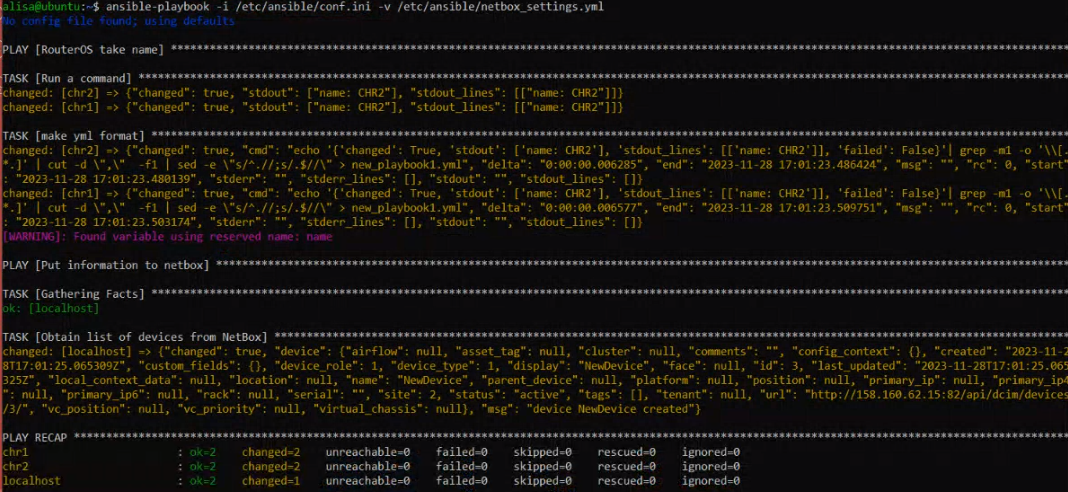 alisa@ubuntu:~$ ansible-playbook -i /etc/ansible/conf.ini -v /etc/ansible/netbox_settings.yml
No config file found; using defaults
PLAY [RouterOS take name] ****************************************************************************************************************
TASK [Run a command] *********************************************************************************************************************
changed: [chr2] => {"changed": true, "stdout": ["name: CHR2"], "stdout_lines": [["name: CHR2"]]}
changed: [chr1] => {"changed": true, "stdout": ["name: CHR2"], "stdout_lines": [["name: CHR2"]]}
TASK [make yml format] *******************************************************************************************************************
changed: [chr2] => {"changed": true, "cmd": "echo '{'changed': True, 'stdout': ['name: CHR2'], 'stdout_lines': [['name: CHR2']], 'failed': False}'| grep -m1 -o '\\[.
*.]' | cut -d \",\"  -f1 | sed -e \"s/^.//;s/.$//\" > new_playbook1.yml", "delta": "0:00:00.006285", "end": "2023-11-28 17:01:23.486424", "msg": "", "rc": 0, "start"
: "2023-11-28 17:01:23.480139", "stderr": "", "stderr_lines": [], "stdout": "", "stdout_lines": []}
changed: [chr1] => {"changed": true, "cmd": "echo '{'changed': True, 'stdout': ['name: CHR2'], 'stdout_lines': [['name: CHR2']], 'failed': False}'| grep -m1 -o '\\[.
*.]' | cut -d \",\"  -f1 | sed -e \"s/^.//;s/.$//\" > new_playbook1.yml", "delta": "0:00:00.006577", "end": "2023-11-28 17:01:23.509751", "msg": "", "rc": 0, "start"
: "2023-11-28 17:01:23.503174", "stderr": "", "stderr_lines": [], "stdout": "", "stdout_lines": []}
[WARNING]: Found variable using reserved name: name
PLAY [Put information to netbox] *********************************************************************************************************
TASK [Gathering Facts] *******************************************************************************************************************
ok: [localhost]
TASK [Obtain list of devices from NetBox] ************************************************************************************************
changed: [localhost] => {"changed": true, "device": {"airflow": null, "asset_tag": null, "cluster": null, "comments": "", "config_context": {}, "created": "2023-11-2
8T17:01:25.065309Z", "custom_fields": {}, "device_role": 1, "device_type": 1, "display": "NewDevice", "face": null, "id": 3, "last_updated": "2023-11-28T17:01:25.065
325Z", "local_context_data": null, "location": null, "name": "NewDevice", "parent_device": null, "platform": null, "position": null, "primary_ip": null, "primary_ip4
": null, "primary_ip6": null, "rack": null, "serial": "", "site": 2, "status": "active", "tags": [], "tenant": null, "url": "http://158.160.62.15:82/api/dcim/devices
/3/", "vc_position": null, "vc_priority": null, "virtual_chassis": null}, "msg": "device NewDevice created"}
PLAY RECAP *******************************************************************************************************************************
chr1                       : ok=2    changed=2    unreachable=0    failed=0    skipped=0    rescued=0    ignored=0
chr2                       : ok=2    changed=2    unreachable=0    failed=0    skipped=0    rescued=0    ignored=0
localhost                  : ok=2    changed=1    unreachable=0    failed=0    skipped=0    rescued=0    ignored=0